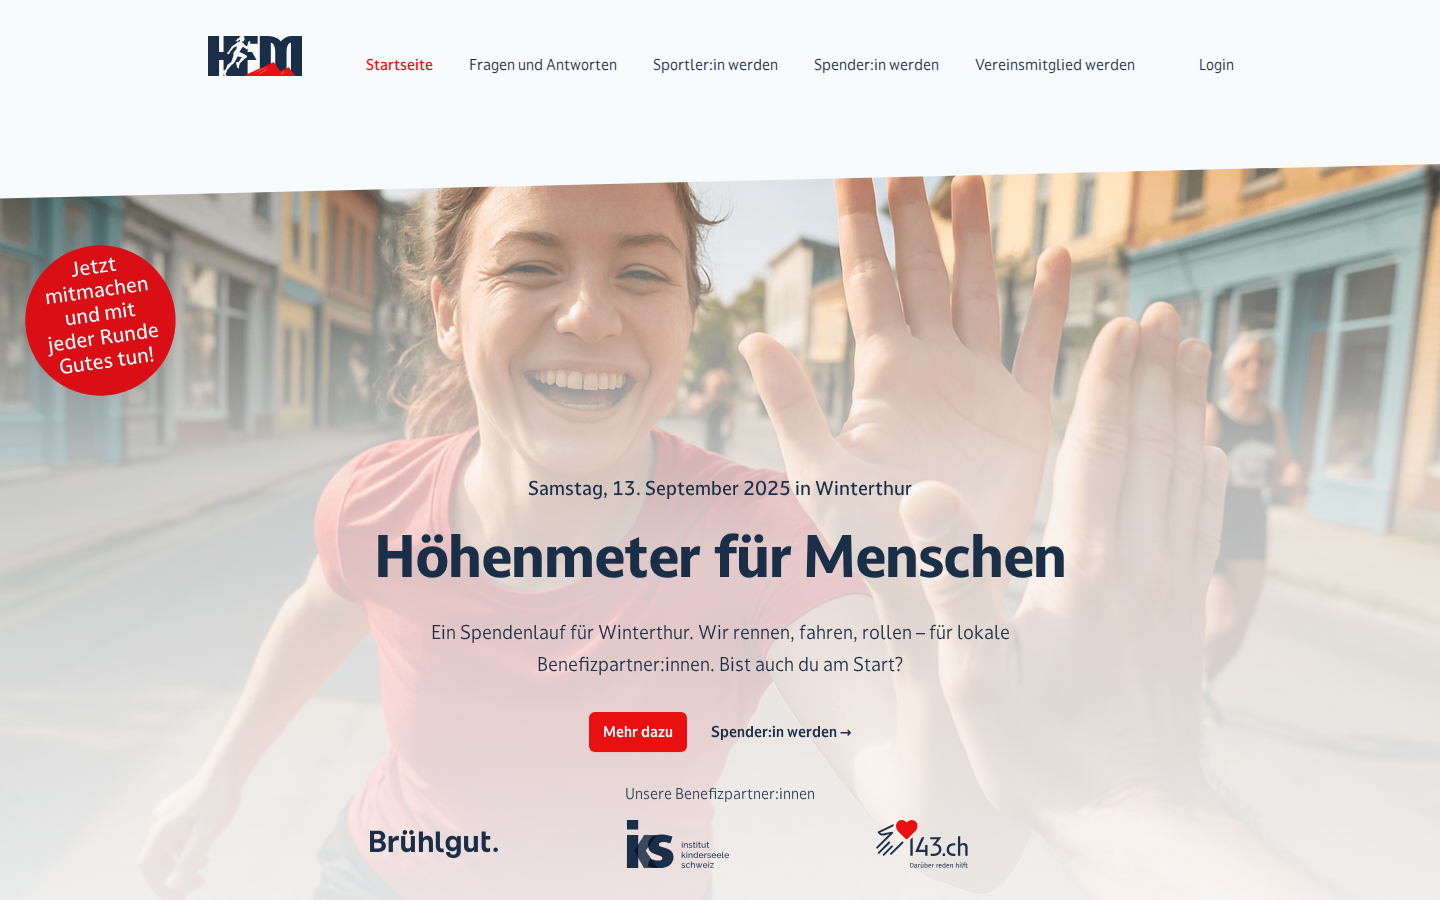 HFM
Startseite
Fragen und Antworten
Sportler:in werden
Spender:in werden
Vereinsmitglied werden
Login
Jetzt
mitmachen
und mit
jeder Runde
Gutes tun!
Samstag, 13. September 2025 in Winterthur
Höhenmeter für Menschen
Ein Spendenlauf für Winterthur. Wir rennen, fahren, rollen – für lokale
Benefizpartner:innen. Bist auch du am Start?
Mehr dazu
Spender:in werden →
Unsere Benefizpartner:innen
Brühlgut.
iks
institut
kinderseele
schweiz
143.ch
Darüber reden hilft